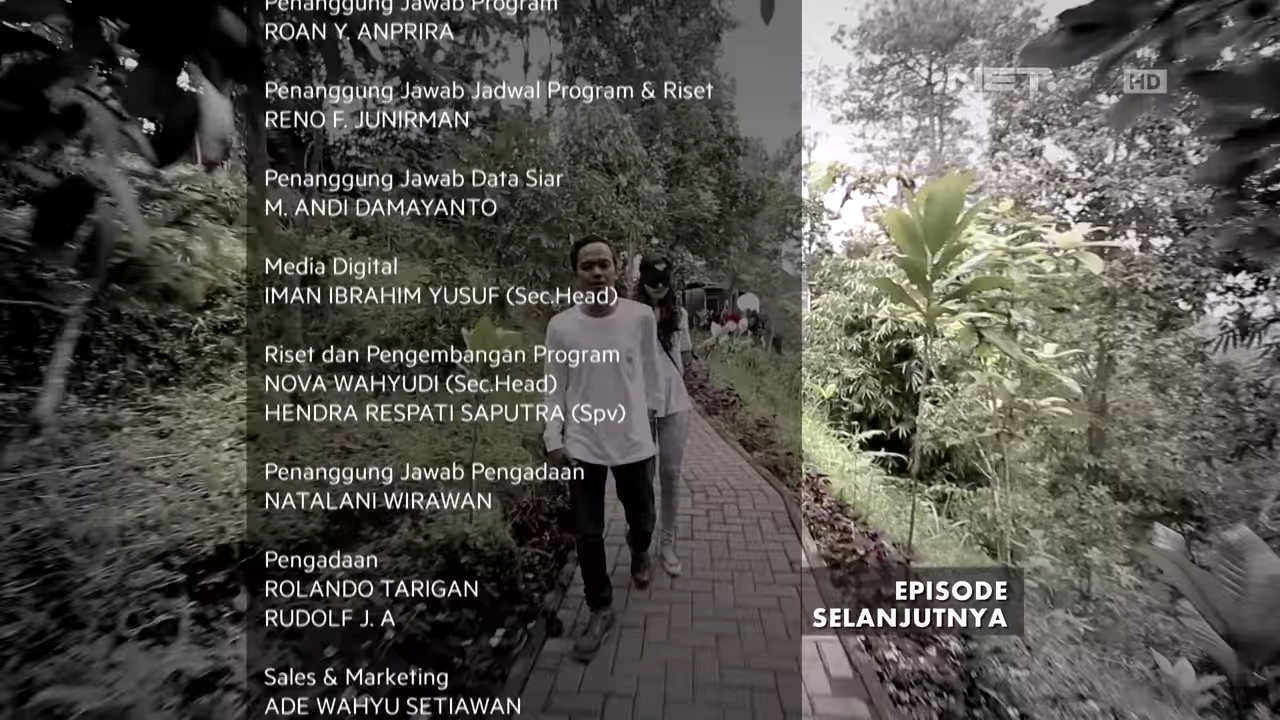 Penanggung Jawab Program
ROAN Y. ANPRIRA
Penanggung Jawab Jadwal Program & Riset
RENO F. JUNIRMAN
Penanggung Jawab Data Siar
M. ANDI DAMAYANTO
Media Digital
IMAN IBRAHIM YUSUF (Sec.Head)
Riset dan Pengembangan Program
NOVA WAHYUDI (Sec.Head)
HENDRA RESPATI SAPUTRA (Spv)
Penanggung Jawab Pengadaan
NATALANI WIRAWAN
Pengadaan
ROLANDO TARIGAN
RUDOLF J. A
Sales & Marketing
ADE WAHYU SETIAWAN
NET.
HD
EPISODE
SELANJUTNYA